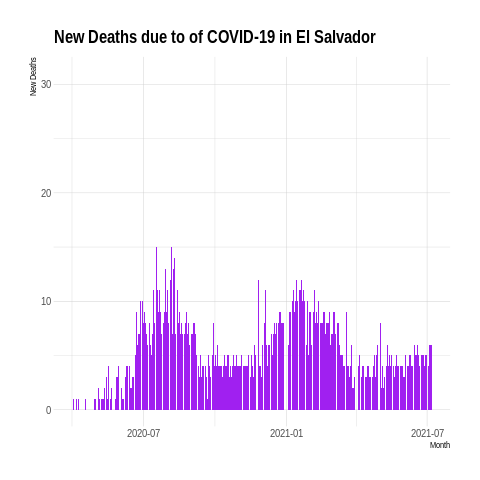 New Deaths due to of COVID-19 in El Salvador
New Deaths
30
20
10
0
2020-07
2021-01
2021-07
Month